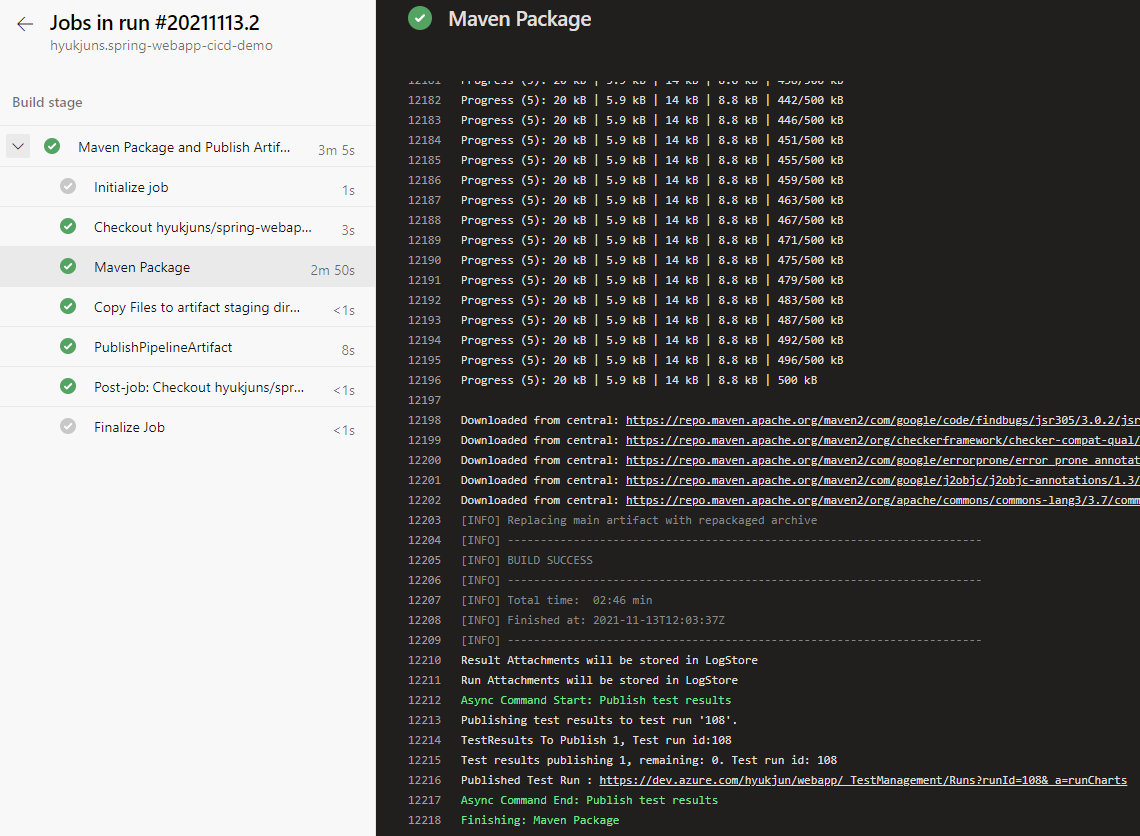 Jobs in run #20211113.2
hyukjuns.spring-webapp-cicd-demo
Build stage
Maven Package and Publish Artif... 3m 5s
Initialize job 1s
Checkout hyukjuns/spring-webap... 3s
Maven Package 2m 50s
Copy Files to artifact staging dir... <1s
PublishPipelineArtifact 8s
Post-job: Checkout hyukjuns/spr... <1s
Finalize Job <1s
Maven Package
12182 Progress (5): 20 kB | 5.9 kB | 14 kB | 8.8 kB | 442/500 kB
12183 Progress (5): 20 kB | 5.9 kB | 14 kB | 8.8 kB | 446/500 kB
12184 Progress (5): 20 kB | 5.9 kB | 14 kB | 8.8 kB | 451/500 kB
12185 Progress (5): 20 kB | 5.9 kB | 14 kB | 8.8 kB | 455/500 kB
12186 Progress (5): 20 kB | 5.9 kB | 14 kB | 8.8 kB | 459/500 kB
12187 Progress (5): 20 kB | 5.9 kB | 14 kB | 8.8 kB | 463/500 kB
12188 Progress (5): 20 kB | 5.9 kB | 14 kB | 8.8 kB | 467/500 kB
12189 Progress (5): 20 kB | 5.9 kB | 14 kB | 8.8 kB | 471/500 kB
12190 Progress (5): 20 kB | 5.9 kB | 14 kB | 8.8 kB | 475/500 kB
12191 Progress (5): 20 kB | 5.9 kB | 14 kB | 8.8 kB | 479/500 kB
12192 Progress (5): 20 kB | 5.9 kB | 14 kB | 8.8 kB | 483/500 kB
12193 Progress (5): 20 kB | 5.9 kB | 14 kB | 8.8 kB | 487/500 kB
12194 Progress (5): 20 kB | 5.9 kB | 14 kB | 8.8 kB | 492/500 kB
12195 Progress (5): 20 kB | 5.9 kB | 14 kB | 8.8 kB | 496/500 kB
12196 Progress (5): 20 kB | 5.9 kB | 14 kB | 8.8 kB | 500 kB
12197
12198 Downloaded from central: https://repo.maven.apache.org/maven2/com/google/code/findbugs/jsr305/3.0.2/jsr
12199 Downloaded from central: https://repo.maven.apache.org/maven2/org/checkerframework/checker-compat-qual/
12200 Downloaded from central: https://repo.maven.apache.org/maven2/com/google/errorprone/error_prone_annotat
12201 Downloaded from central: https://repo.maven.apache.org/maven2/com/google/j2objc/j2objc-annotations/1.3/
12202 Downloaded from central: https://repo.maven.apache.org/maven2/org/apache/commons/commons-lang3/3.7/comm
12203 [INFO] Replacing main artifact with repackaged archive
12204 [INFO] ------------------------------------------------------------------------
12205 [INFO] BUILD SUCCESS
12206 [INFO] ------------------------------------------------------------------------
12207 [INFO] Total time:  02:46 min
12208 [INFO] Finished at: 2021-11-13T12:03:37Z
12209 [INFO] ------------------------------------------------------------------------
12210 Result Attachments will be stored in LogStore
12211 Run Attachments will be stored in LogStore
12212 Async Command Start: Publish test results
12213 Publishing test results to test run '108'.
12214 TestResults To Publish 1, Test run id:108
12215 Test results publishing 1, remaining: 0. Test run id: 108
12216 Published Test Run : https://dev.azure.com/hyukjun/webapp/_TestManagement/Runs?runId=108&_a=runCharts
12217 Async Command End: Publish test results
12218 Finishing: Maven Package